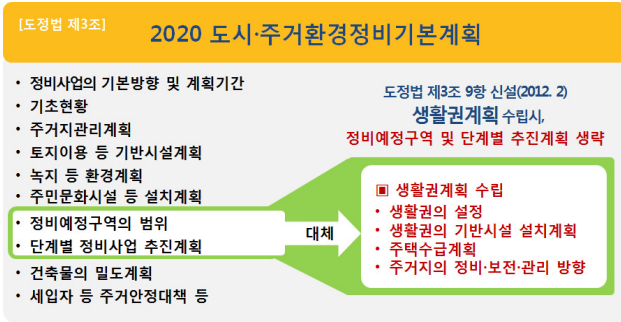 [도정법 제3조]
2020 도시·주거환경정비기본계획
• 정비사업의 기본방향 및 계획기간
• 기초현황
• 주거지관리계획
• 토지이용 등 기반시설계획
• 녹지 등 환경계획
• 주민문화시설 등 설치계획
• 정비예정구역의 범위
• 단계별 정비사업 추진계획
• 건축물의 밀도계획
• 세입자 등 주거안정대책 등
대체
도정법 제3조 9항 신설(2012. 2)
생활권계획 수립시,
정비예정구역 및 단계별 추진계획 생략
▣ 생활권계획 수립
• 생활권의 설정
• 생활권의 기반시설 설치계획
• 주택수급계획
• 주거지의 정비·보전·관리 방향